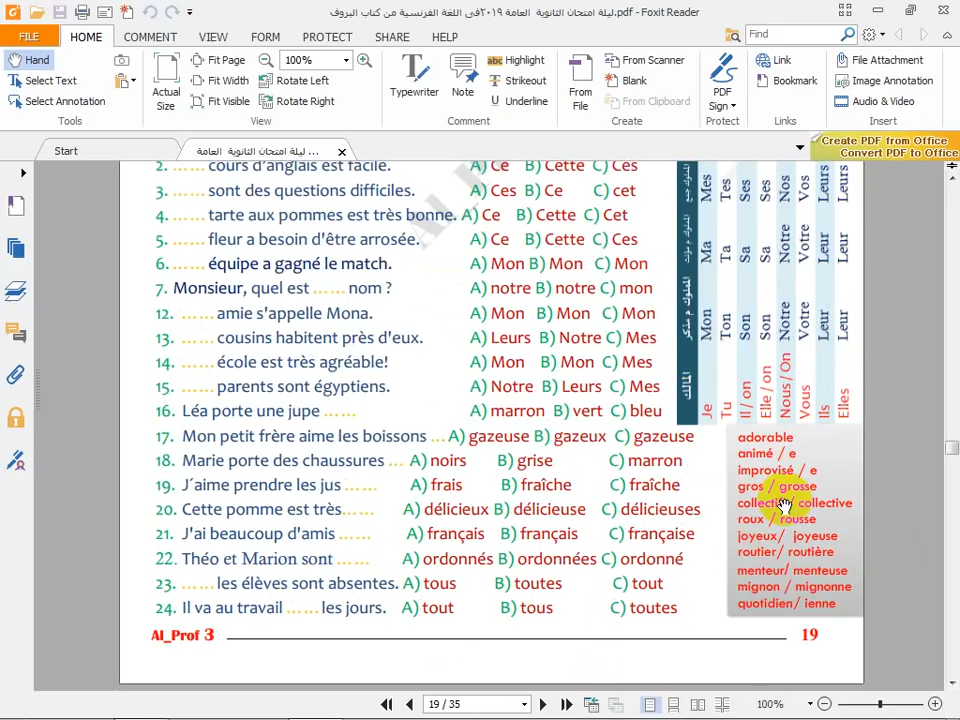 ليلة امتحان الثانوية العامة ٢٠١٩فى اللغة الفرنسية من كتاب البروف.pdf - Foxit Reader
FILE HOME COMMENT VIEW FORM PROTECT SHARE HELP
Find
Hand
Select Text
Select Annotation
Tools
Actual Size
Fit Page
Fit Width
Fit Visible
100%
Rotate Left
Rotate Right
View
Typewriter
Note
Highlight
Strikeout
Underline
Comment
From File
From Scanner
Blank
From Clipboard
Create
PDF Sign
Protect
Link
Bookmark
Links
File Attachment
Image Annotation
Audio & Video
Insert
Start
ليلة امتحان الثانوية العامة ...
Create PDF from Office
Convert PDF to Office
2. ...... cours d'anglais est facile. A) Ce B) Cette C) Ces
3. ...... sont des questions difficiles. A) Ces B) Ce C) cet
4. ...... tarte aux pommes est très bonne. A) Ce B) Cette C) Cet
5. ...... fleur a besoin d'être arrosée. A) Ce B) Cette C) Ces
6. ...... équipe a gagné le match. A) Mon B) Mon C) Mon
7. Monsieur, quel est ...... nom ? A) notre B) notre C) mon
12. ...... amie s'appelle Mona. A) Mon B) Mon C) Mon
13. ...... cousins habitent près d'eux. A) Leurs B) Notre C) Mes
14. ...... école est très agréable! A) Mon B) Mon C) Mes
15. ...... parents sont égyptiens. A) Notre B) Leurs C) Mes
16. Léa porte une jupe ...... A) marron B) vert C) bleu
17. Mon petit frère aime les boissons ... A) gazeuse B) gazeux C) gazeuse
18. Marie porte des chaussures ... A) noirs B) grise C) marron
19. J´aime prendre les jus ...... A) frais B) fraîche C) fraîche
20. Cette pomme est très...... A) délicieux B) délicieuse C) délicieuses
21. J'ai beaucoup d'amis ...... A) français B) français C) française
22. Théo et Marion sont ...... A) ordonnés B) ordonnées C) ordonné
23. ...... les élèves sont absentes. A) tous B) toutes C) tout
24. Il va au travail ...... les jours. A) tout B) tous C) toutes
المالك
Je Mon Ma Mes
Tu Ton Ta Tes
Il / on Son Sa Ses
Elle / on Son Sa Ses
Nous / On Notre Notre Nos
Vous Votre Votre Vos
Ils Leur Leur Leurs
Elles Leur Leur Leurs
adorable
animé / e
improvisé / e
gros / grosse
collectif / collective
roux / rousse
joyeux/ joyeuse
routier/ routière
menteur/ menteuse
mignon / mignonne
quotidien/ ienne
Al_Prof 3 19
19 / 35
100%